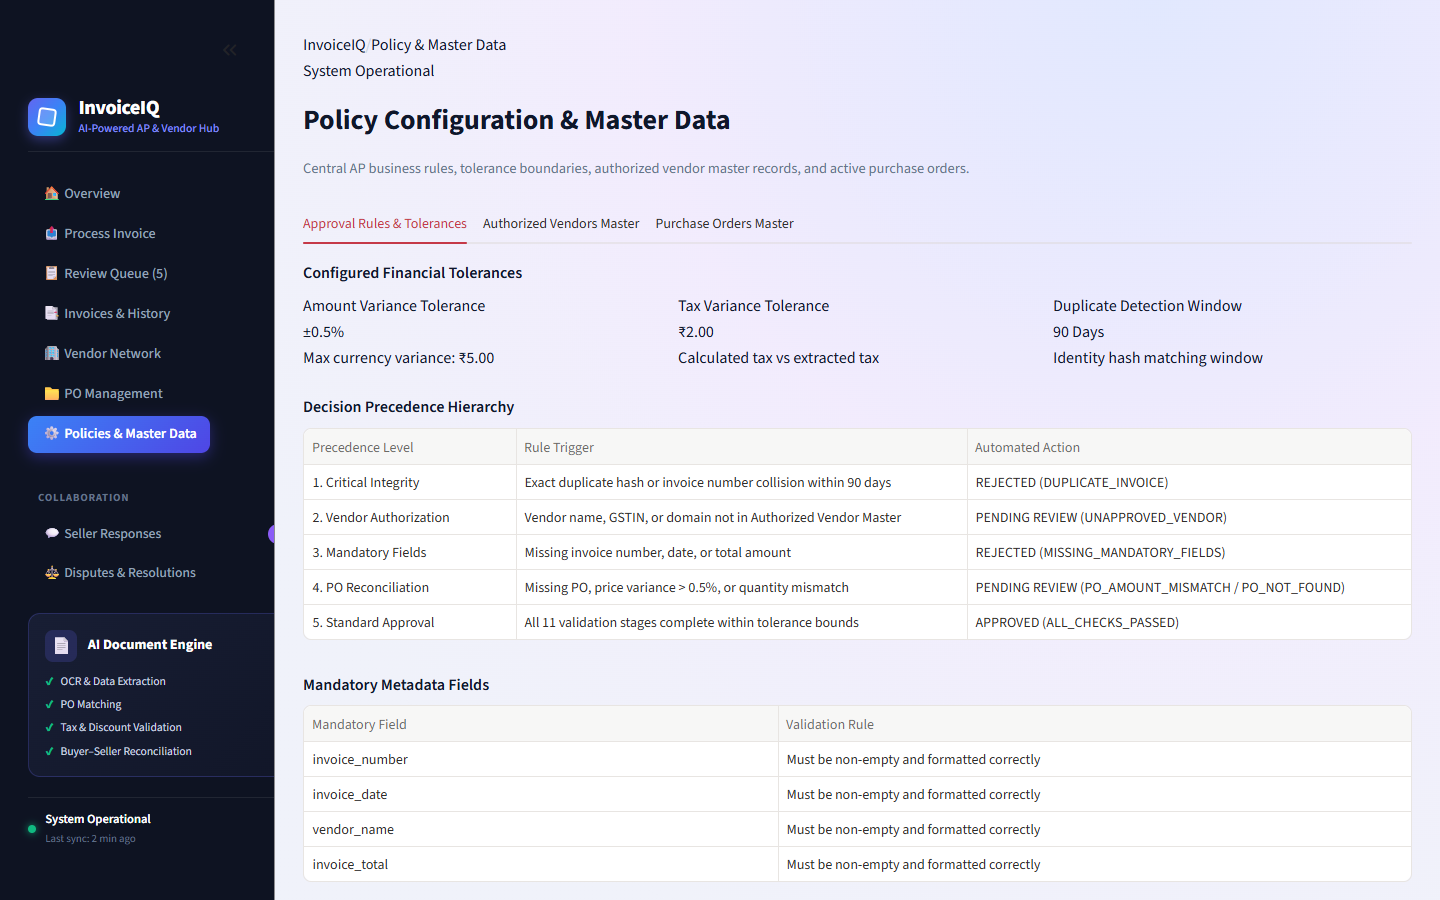 InvoiceIQ
AI-Powered AP & Vendor Hub
Overview
Process Invoice
Review Queue (5)
Invoices & History
Vendor Network
PO Management
Policies & Master Data
COLLABORATION
Seller Responses
Disputes & Resolutions
AI Document Engine
✓ OCR & Data Extraction
✓ PO Matching
✓ Tax & Discount Validation
✓ Buyer–Seller Reconciliation
System Operational
Last sync: 2 min ago
InvoiceIQ/Policy & Master Data
System Operational
Policy Configuration & Master Data
Central AP business rules, tolerance boundaries, authorized vendor master records, and active purchase orders.
Approval Rules & Tolerances Authorized Vendors Master Purchase Orders Master
Configured Financial Tolerances
Amount Variance Tolerance
±0.5%
Max currency variance: ₹5.00
Tax Variance Tolerance
₹2.00
Calculated tax vs extracted tax
Duplicate Detection Window
90 Days
Identity hash matching window
Decision Precedence Hierarchy
Precedence Level Rule Trigger Automated Action
1. Critical Integrity Exact duplicate hash or invoice number collision within 90 days REJECTED (DUPLICATE_INVOICE)
2. Vendor Authorization Vendor name, GSTIN, or domain not in Authorized Vendor Master PENDING REVIEW (UNAPPROVED_VENDOR)
3. Mandatory Fields Missing invoice number, date, or total amount REJECTED (MISSING_MANDATORY_FIELDS)
4. PO Reconciliation Missing PO, price variance > 0.5%, or quantity mismatch PENDING REVIEW (PO_AMOUNT_MISMATCH / PO_NOT_FOUND)
5. Standard Approval All 11 validation stages complete within tolerance bounds APPROVED (ALL_CHECKS_PASSED)
Mandatory Metadata Fields
Mandatory Field Validation Rule
invoice_number Must be non-empty and formatted correctly
invoice_date Must be non-empty and formatted correctly
vendor_name Must be non-empty and formatted correctly
invoice_total Must be non-empty and formatted correctly